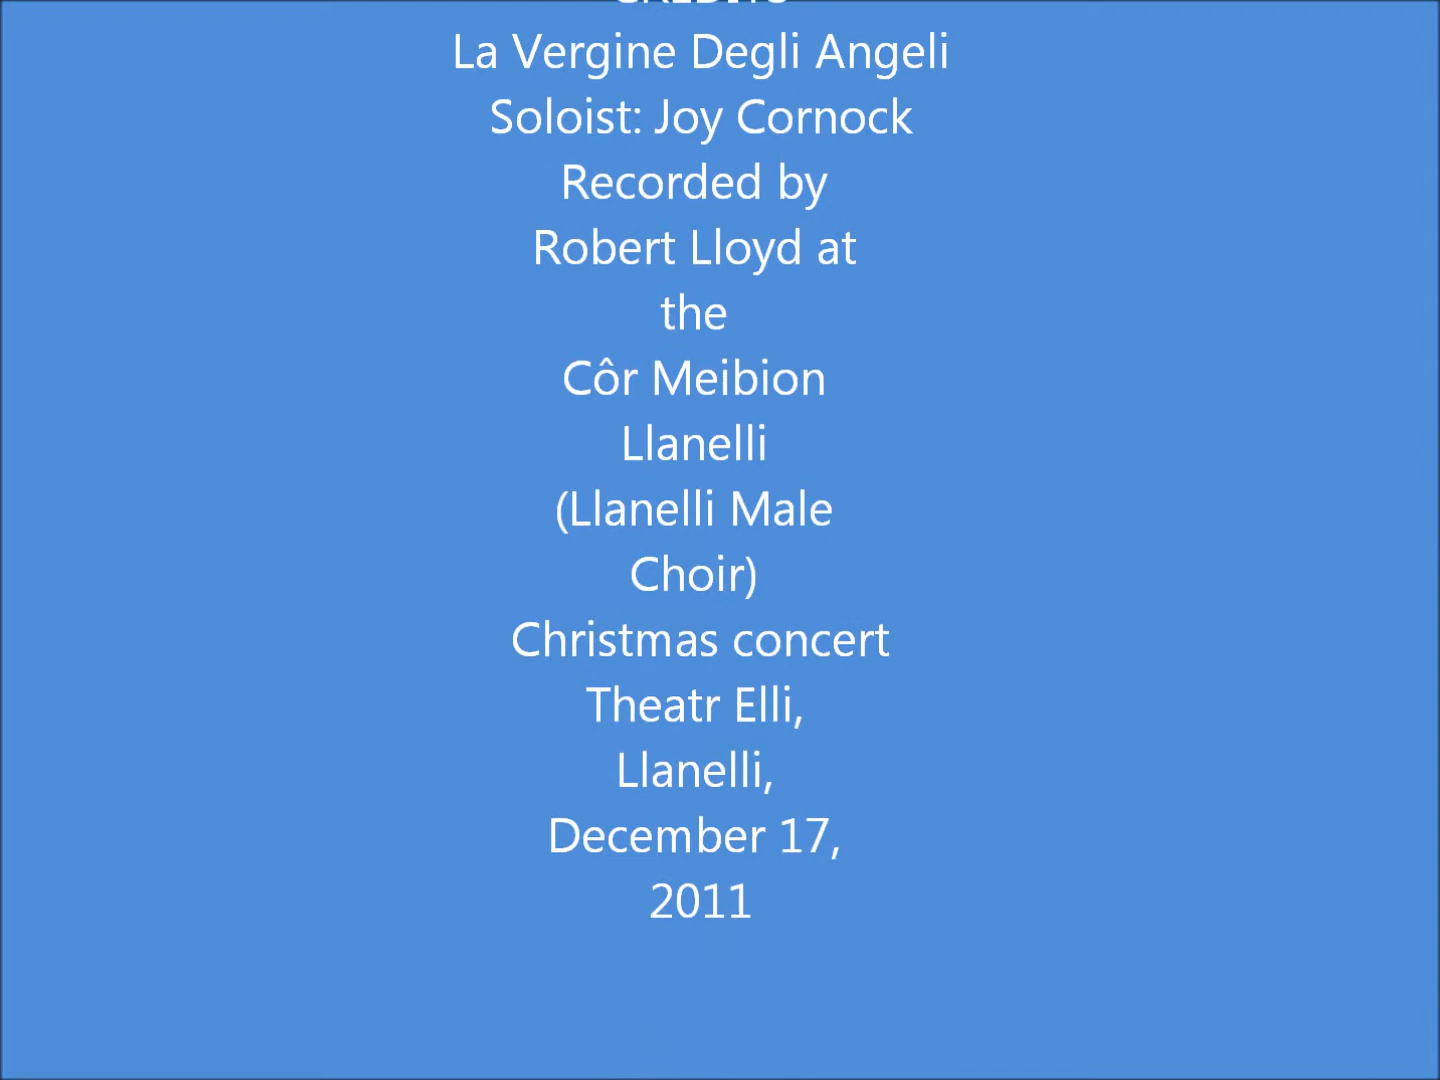 CREDITS
La Vergine Degli Angeli
Soloist: Joy Cornock
Recorded by
Robert Lloyd at
the
Côr Meibion
Llanelli
(Llanelli Male
Choir)
Christmas concert
Theatr Elli,
Llanelli,
December 17,
2011